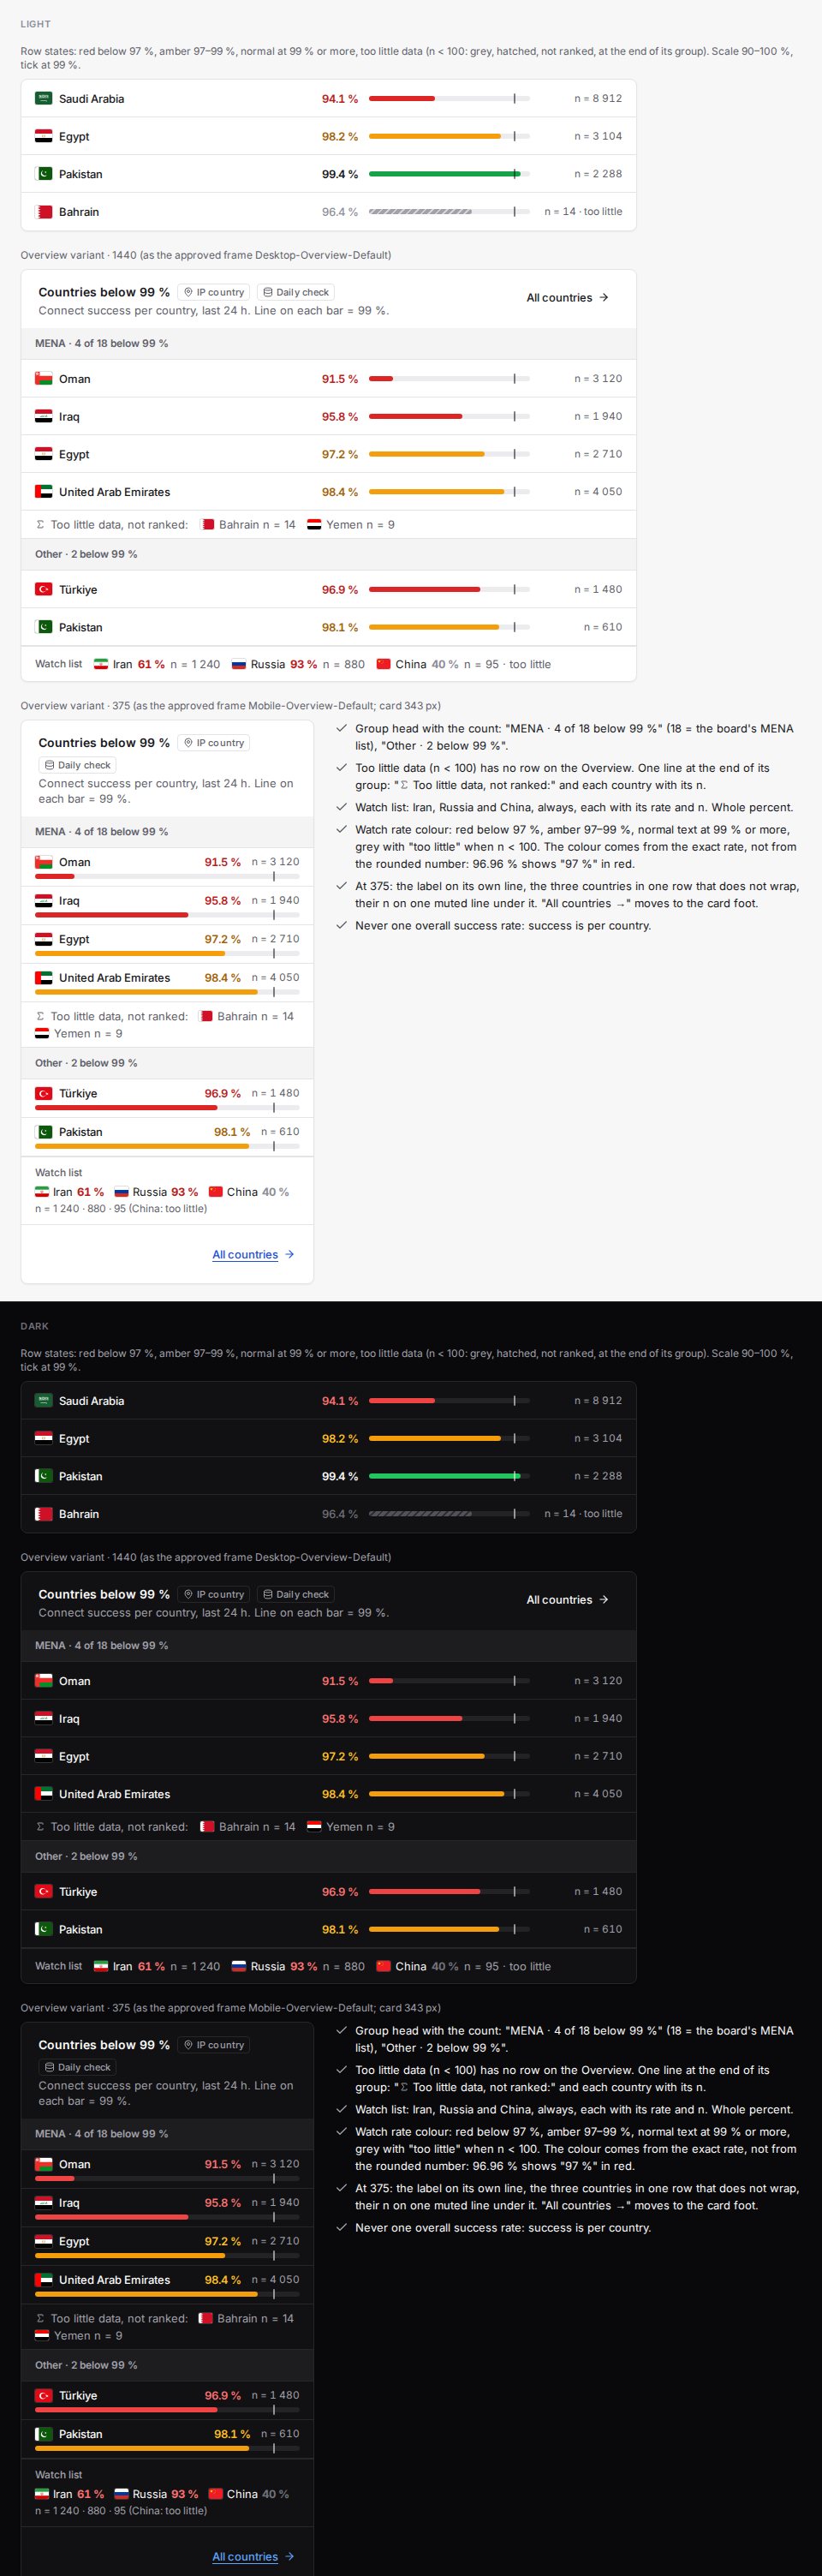 LIGHT
Row states: red below 97 %, amber 97–99 %, normal at 99 % or more, too little data (n < 100: grey, hatched, not ranked, at the end of its group). Scale 90–100 %,
tick at 99 %.
Saudi Arabia 94.1 % n = 8 912
Egypt 98.2 % n = 3 104
Pakistan 99.4 % n = 2 288
Bahrain 96.4 % n = 14 · too little
Overview variant · 1440 (as the approved frame Desktop-Overview-Default)
Countries below 99 % IP country Daily check All countries →
Connect success per country, last 24 h. Line on each bar = 99 %.
MENA · 4 of 18 below 99 %
Oman 91.5 % n = 3 120
Iraq 95.8 % n = 1 940
Egypt 97.2 % n = 2 710
United Arab Emirates 98.4 % n = 4 050
Σ Too little data, not ranked: Bahrain n = 14 Yemen n = 9
Other · 2 below 99 %
Türkiye 96.9 % n = 1 480
Pakistan 98.1 % n = 610
Watch list Iran 61 % n = 1 240 Russia 93 % n = 880 China 40 % n = 95 · too little
Overview variant · 375 (as the approved frame Mobile-Overview-Default; card 343 px)
Countries below 99 % IP country
Daily check
Connect success per country, last 24 h. Line on
each bar = 99 %.
MENA · 4 of 18 below 99 %
Oman 91.5 % n = 3 120
Iraq 95.8 % n = 1 940
Egypt 97.2 % n = 2 710
United Arab Emirates 98.4 % n = 4 050
Σ Too little data, not ranked: Bahrain n = 14
Yemen n = 9
Other · 2 below 99 %
Türkiye 96.9 % n = 1 480
Pakistan 98.1 % n = 610
Watch list
Iran 61 % Russia 93 % China 40 %
n = 1 240 · 880 · 95 (China: too little)
All countries →
Group head with the count: "MENA · 4 of 18 below 99 %" (18 = the board's MENA
list), "Other · 2 below 99 %".
Too little data (n < 100) has no row on the Overview. One line at the end of its
group: "Σ Too little data, not ranked:" and each country with its n.
Watch list: Iran, Russia and China, always, each with its rate and n. Whole percent.
Watch rate colour: red below 97 %, amber 97–99 %, normal text at 99 % or more,
grey with "too little" when n < 100. The colour comes from the exact rate, not from
the rounded number: 96.96 % shows "97 %" in red.
At 375: the label on its own line, the three countries in one row that does not wrap,
their n on one muted line under it. "All countries →" moves to the card foot.
Never one overall success rate: success is per country.
DARK
Row states: red below 97 %, amber 97–99 %, normal at 99 % or more, too little data (n < 100: grey, hatched, not ranked, at the end of its group). Scale 90–100 %,
tick at 99 %.
Saudi Arabia 94.1 % n = 8 912
Egypt 98.2 % n = 3 104
Pakistan 99.4 % n = 2 288
Bahrain 96.4 % n = 14 · too little
Overview variant · 1440 (as the approved frame Desktop-Overview-Default)
Countries below 99 % IP country Daily check All countries →
Connect success per country, last 24 h. Line on each bar = 99 %.
MENA · 4 of 18 below 99 %
Oman 91.5 % n = 3 120
Iraq 95.8 % n = 1 940
Egypt 97.2 % n = 2 710
United Arab Emirates 98.4 % n = 4 050
Σ Too little data, not ranked: Bahrain n = 14 Yemen n = 9
Other · 2 below 99 %
Türkiye 96.9 % n = 1 480
Pakistan 98.1 % n = 610
Watch list Iran 61 % n = 1 240 Russia 93 % n = 880 China 40 % n = 95 · too little
Overview variant · 375 (as the approved frame Mobile-Overview-Default; card 343 px)
Countries below 99 % IP country
Daily check
Connect success per country, last 24 h. Line on
each bar = 99 %.
MENA · 4 of 18 below 99 %
Oman 91.5 % n = 3 120
Iraq 95.8 % n = 1 940
Egypt 97.2 % n = 2 710
United Arab Emirates 98.4 % n = 4 050
Σ Too little data, not ranked: Bahrain n = 14
Yemen n = 9
Other · 2 below 99 %
Türkiye 96.9 % n = 1 480
Pakistan 98.1 % n = 610
Watch list
Iran 61 % Russia 93 % China 40 %
n = 1 240 · 880 · 95 (China: too little)
All countries →
Group head with the count: "MENA · 4 of 18 below 99 %" (18 = the board's MENA
list), "Other · 2 below 99 %".
Too little data (n < 100) has no row on the Overview. One line at the end of its
group: "Σ Too little data, not ranked:" and each country with its n.
Watch list: Iran, Russia and China, always, each with its rate and n. Whole percent.
Watch rate colour: red below 97 %, amber 97–99 %, normal text at 99 % or more,
grey with "too little" when n < 100. The colour comes from the exact rate, not from
the rounded number: 96.96 % shows "97 %" in red.
At 375: the label on its own line, the three countries in one row that does not wrap,
their n on one muted line under it. "All countries →" moves to the card foot.
Never one overall success rate: success is per country.